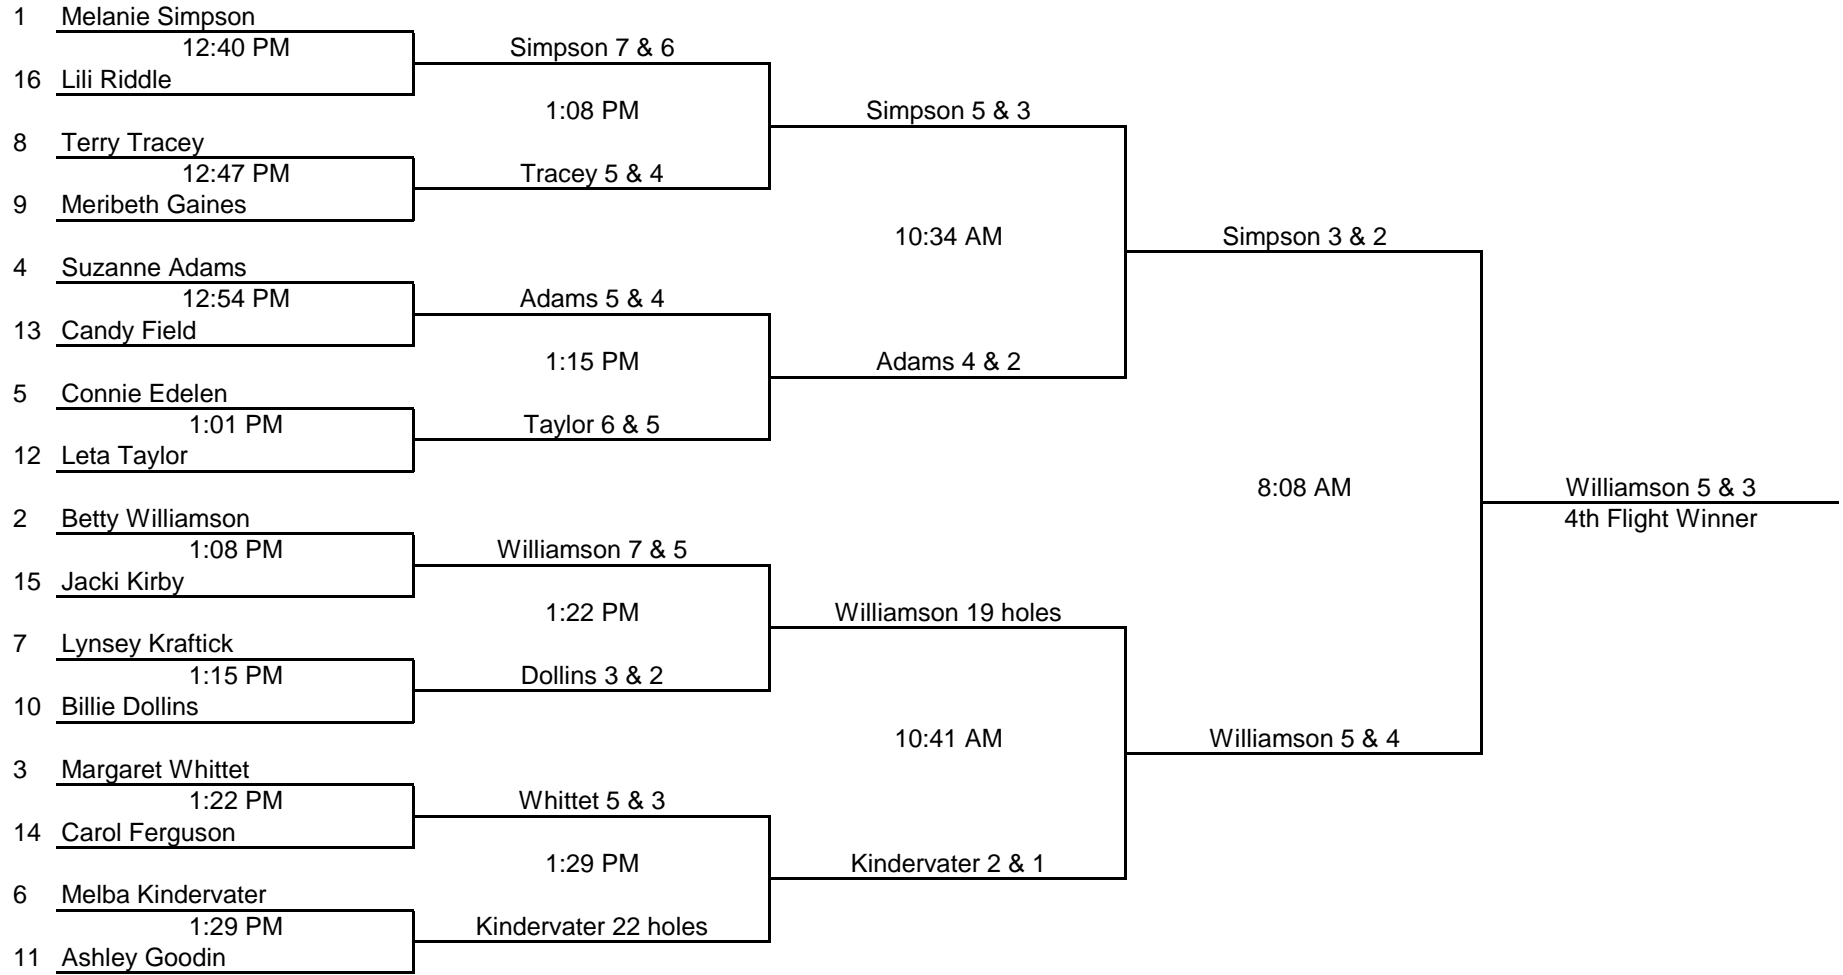 1 Melanie Simpson
12:40 PM Simpson 7 & 6
16 Lili Riddle
1:08 PM Simpson 5 & 3
8 Terry Tracey
12:47 PM Tracey 5 & 4
9 Meribeth Gaines
10:34 AM Simpson 3 & 2
4 Suzanne Adams
12:54 PM Adams 5 & 4
13 Candy Field
1:15 PM Adams 4 & 2
5 Connie Edelen
1:01 PM Taylor 6 & 5
12 Leta Taylor
8:08 AM Williamson 5 & 3
2 Betty Williamson 4th Flight Winner
1:08 PM Williamson 7 & 5
15 Jacki Kirby
1:22 PM Williamson 19 holes
7 Lynsey Kraftick
1:15 PM Dollins 3 & 2
10 Billie Dollins
10:41 AM Williamson 5 & 4
3 Margaret Whittet
1:22 PM Whittet 5 & 3
14 Carol Ferguson
1:29 PM Kindervater 2 & 1
6 Melba Kindervater
1:29 PM Kindervater 22 holes
11 Ashley Goodin